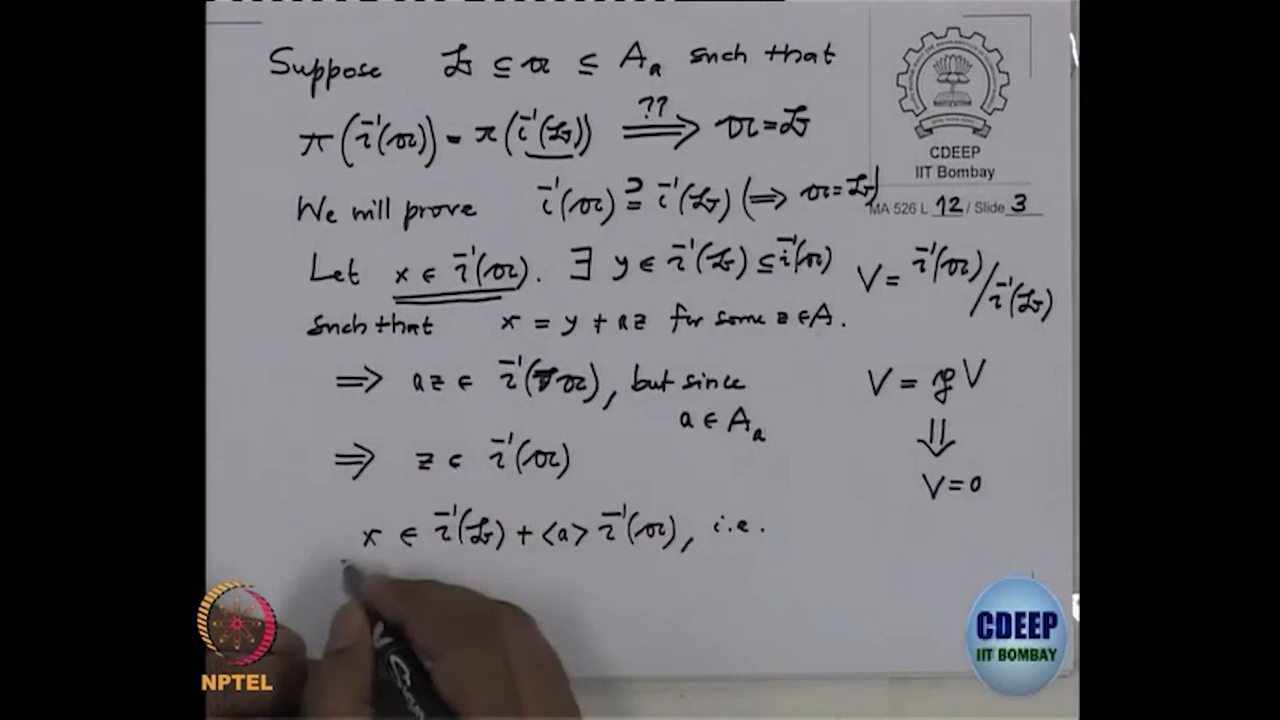 Suppose 𝔟 ⊆ 𝔞 ⊆ A_a such that
π(i⁻¹(𝔞)) = π(i⁻¹(𝔟)) ⟹ 𝔞 = 𝔟
??
We will prove i⁻¹(𝔞) ⊇= i⁻¹(𝔟) (⟹ 𝔞 = 𝔟)
Let x ∈ i⁻¹(𝔞). ∃ y ∈ i⁻¹(𝔟) ⊆ i⁻¹(𝔞)
such that x = y + az for some z ∈ A.
⟹ az ∈ i⁻¹(𝔞), but since
a ∈ A_a
⟹ z ∈ i⁻¹(𝔞)
x ∈ i⁻¹(𝔟) + <a> i⁻¹(𝔞), i.e.
V = i⁻¹(𝔞)/i⁻¹(𝔟)
V = 𝔤V
⇓
V = 0
CDEEP
IIT Bombay
MA 526 L 12 / Slide 3
NPTEL
CDEEP
IIT BOMBAY